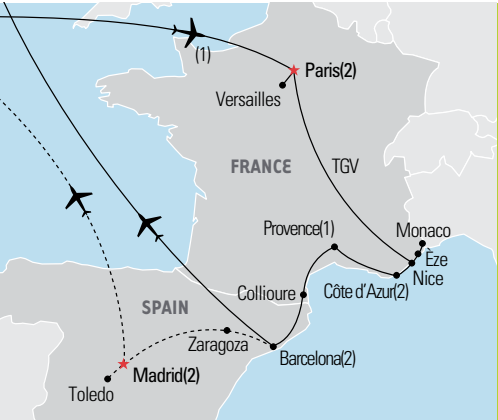 (1)
Paris(2)
Versailles
FRANCE
TGV
Provence(1)
Monaco
Èze
Nice
Côte d'Azur(2)
Collioure
SPAIN
Zaragoza
Barcelona(2)
Madrid(2)
Toledo